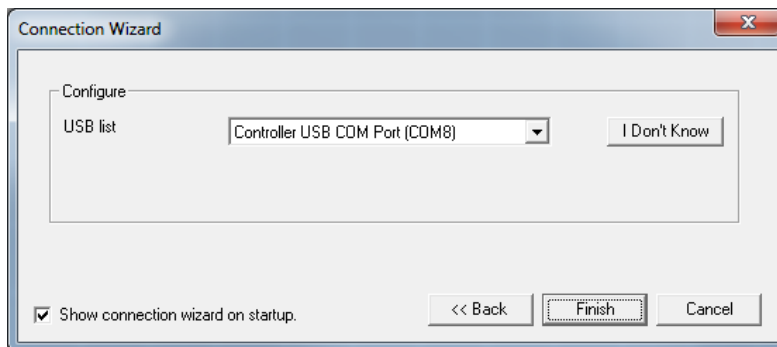 Connection Wizard
Configure
USB list
Controller USB COM Port (COM8)
I Don't Know
Show connection wizard on startup.
<< Back
Finish
Cancel